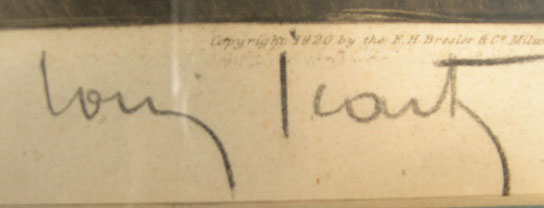 Copyright 1920 by the F. H. Bresler & Co.
Louis Icart